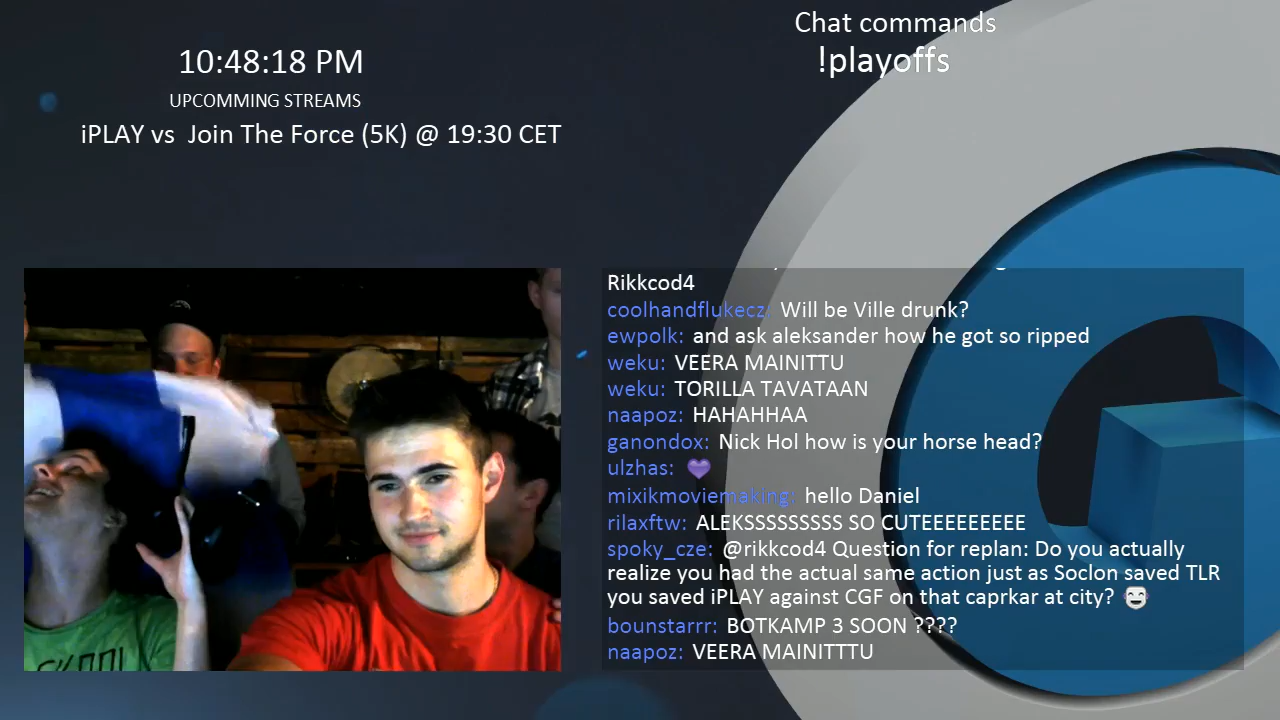 Chat commands
!playoffs
10:48:18 PM
UPCOMMING STREAMS
iPLAY vs Join The Force (5K) @ 19:30 CET
Rikkcod4
coolhandflukecz: Will be Ville drunk?
ewpolk: and ask aleksander how he got so ripped
weku: VEERA MAINITTU
weku: TORILLA TAVATAAN
naapoz: HAHAHHAA
ganondox: Nick Hol how is your horse head?
ulzhas: 💜
mixikmoviemaking: hello Daniel
rilaxftw: ALEKSSSSSSSSS SO CUTEEEEEEEEE
spoky_cze: @rikkcod4 Question for replan: Do you actually
realize you had the actual same action just as Soclon saved TLR
you saved iPLAY against CGF on that caprkar at city?
bounstarrr: BOTKAMP 3 SOON ????
naapoz: VEERA MAINITTTU